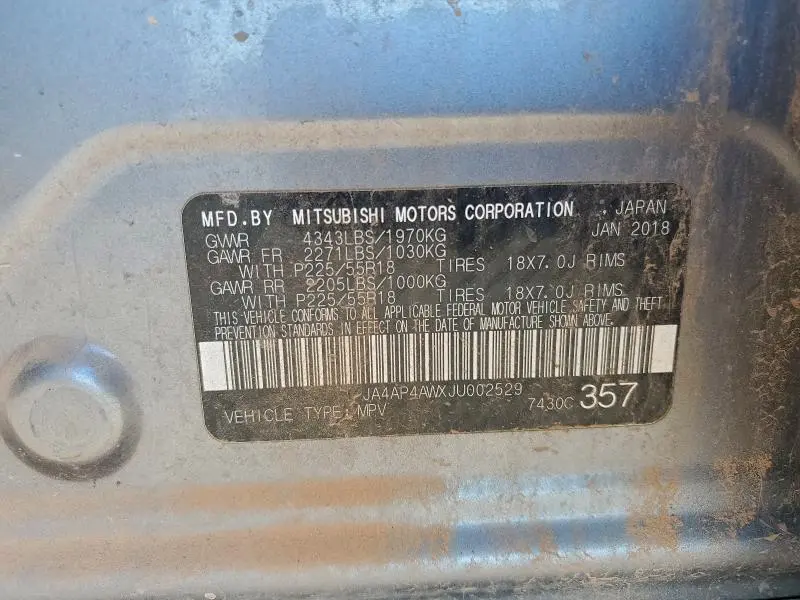 MFD.BY MITSUBISHI MOTORS CORPORATION , JAPAN
GVWR 4343LBS/1970KG JAN 2018
GAWR FR 2271LBS/1030KG
WITH P225/55R18 TIRES 18X7.0J RIMS
GAWR RR 2205LBS/1000KG
WITH P225/55R18 TIRES 18X7.0J RIMS
THIS VEHICLE CONFORMS TO ALL APPLICABLE FEDERAL MOTOR VEHICLE SAFETY AND THEFT
PREVENTION STANDARDS IN EFFECT ON THE DATE OF MANUFACTURE SHOWN ABOVE.
JA4AP4AWXJU002529
VEHICLE TYPE: MPV 7430C 357